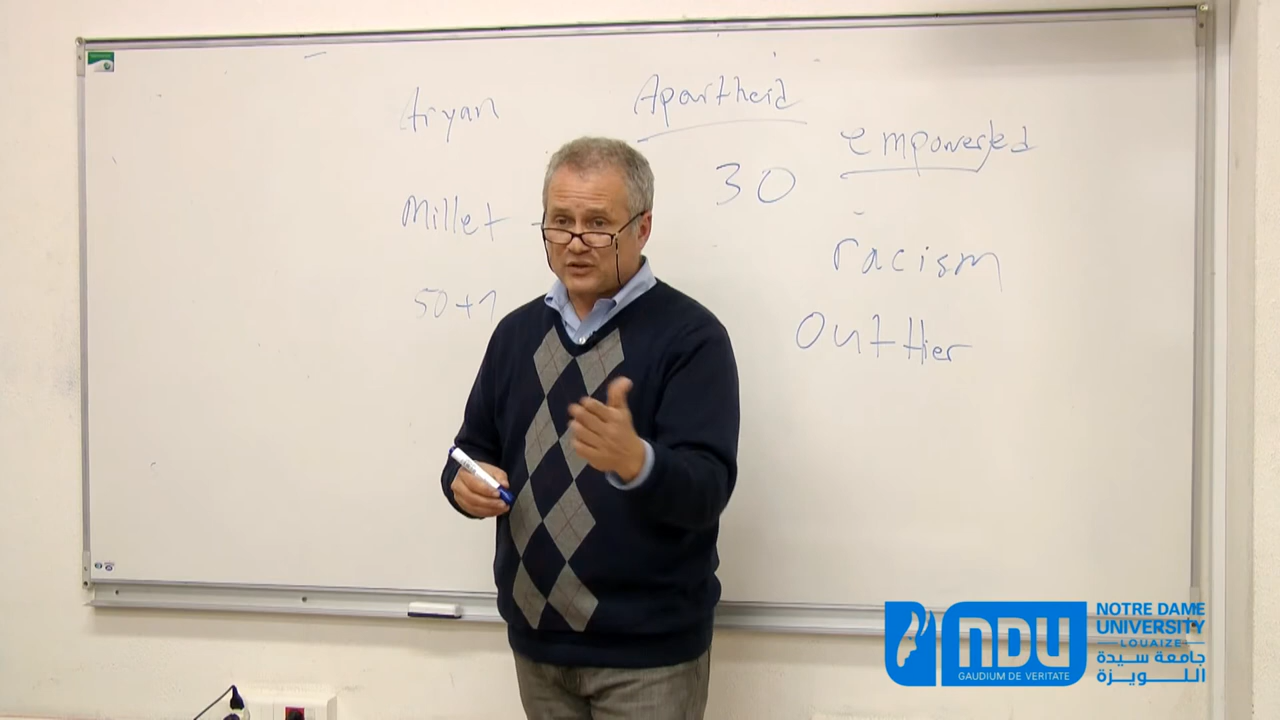 Aryan
Apartheid
empowered
30
Millet -
racism
50+1
Outlier
NDU
GAUDIUM DE VERITATE
NOTRE DAME
UNIVERSITY
LOUAIZE
جامعة سيدة
اللويزة